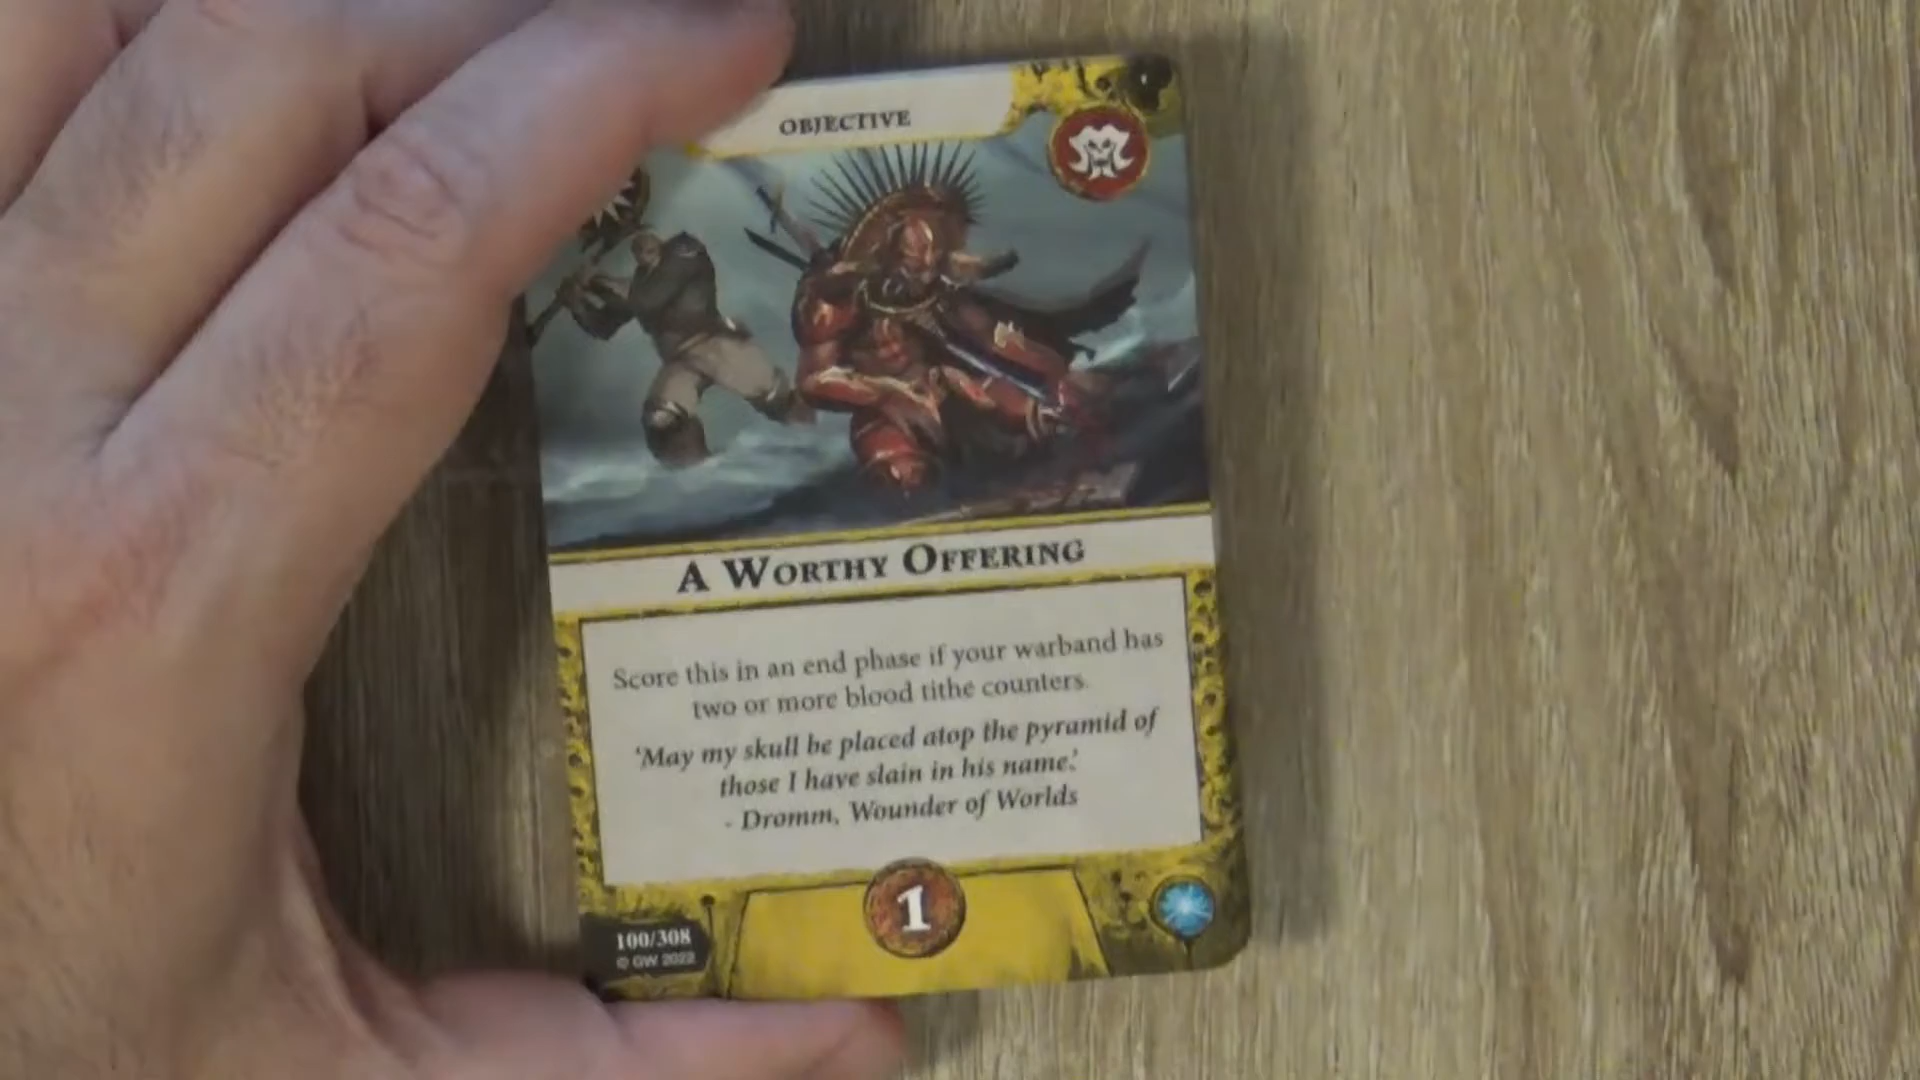 OBJECTIVE
A WORTHY OFFERING
Score this in an end phase if your warband has
two or more blood tithe counters.
‘May my skull be placed atop the pyramid of
those I have slain in his name.’
- Dromm, Wounder of Worlds
1
100/308
© GW 2022